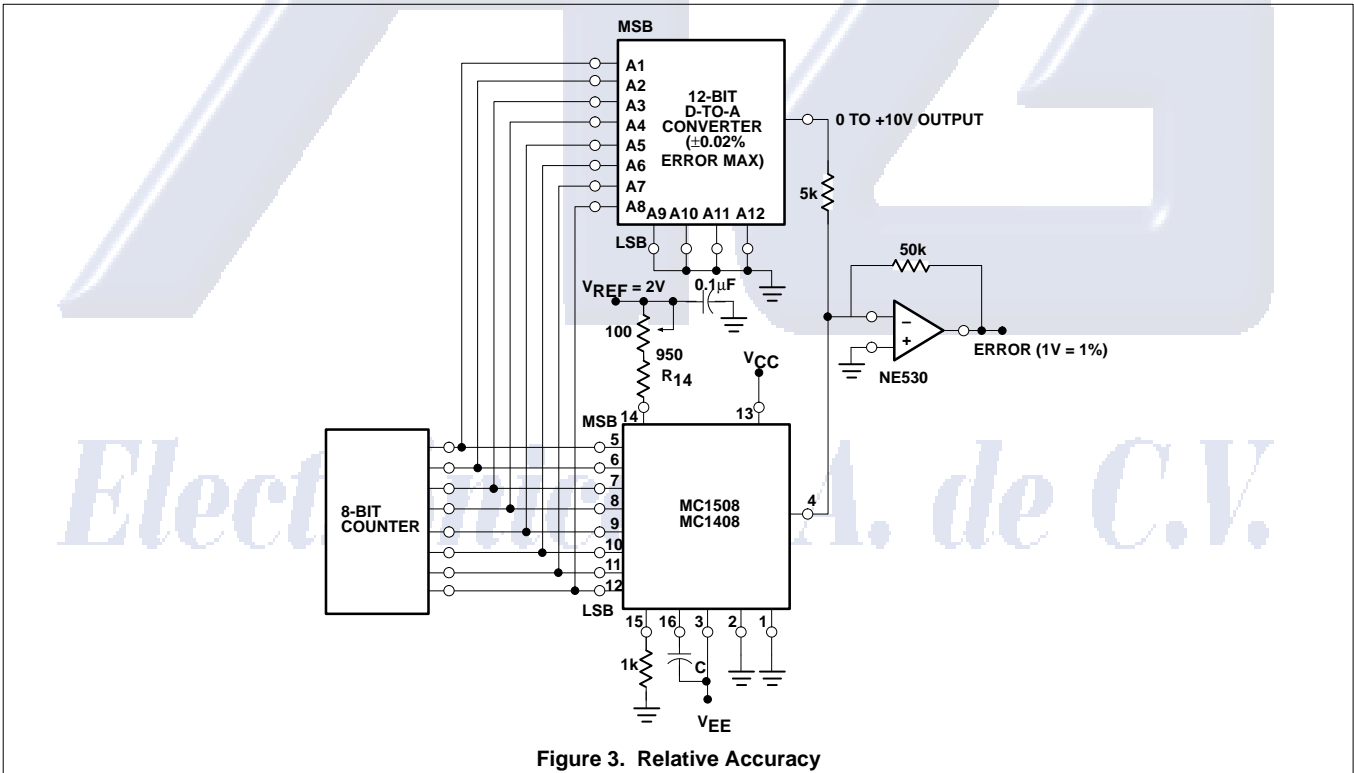 MSB
A1
A2
A3
A4
A5
A6
A7
A8
A9 A10 A11 A12
LSB
12-BIT
D-TO-A
CONVERTER
(±0.02%
ERROR MAX)
0 TO +10V OUTPUT
5k
50k
VREF = 2V
0.1μF
100
950
R14
VCC
−
+
NE530
ERROR (1V = 1%)
14
13
MSB
5
6
7
8
9
10
11
12
LSB
8-BIT
COUNTER
MC1508
MC1408
4
15
16
3
2
1
1k
C
VEE
Figure 3. Relative Accuracy
A. de C.V.